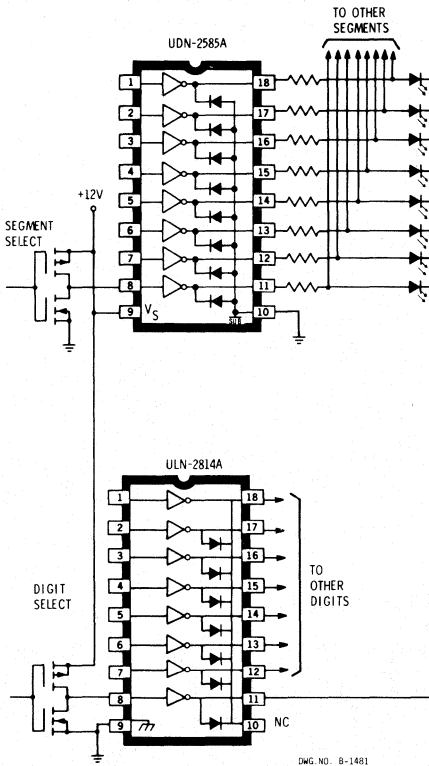 TO OTHER
SEGMENTS
UDN-2585A
1 18
2 17
3 16
4 15
+12V
5 14
SEGMENT
SELECT
6 13
7 12
8 11
9 VS 10
SUB
ULN-2814A
1 18
2 17
3 16
4 15
5 14
6 13
7 12
TO
OTHER
DIGITS
DIGIT
SELECT
8 11
9 10 NC
DWG.NO. B-1481